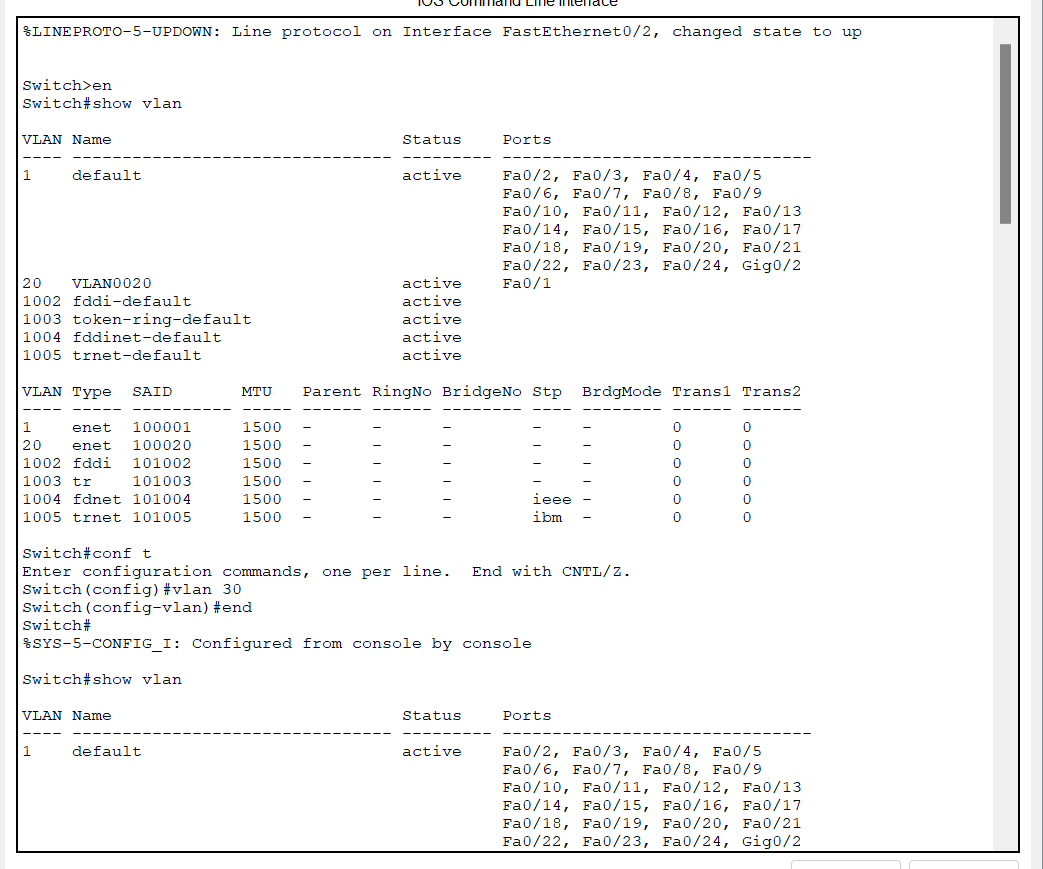 IOS Command Line Interface
%LINEPROTO-5-UPDOWN: Line protocol on Interface FastEthernet0/2, changed state to up
Switch>en
Switch#show vlan
VLAN Name                             Status    Ports
---- -------------------------------- --------- -------------------------------
1    default                          active    Fa0/2, Fa0/3, Fa0/4, Fa0/5
                                                Fa0/6, Fa0/7, Fa0/8, Fa0/9
                                                Fa0/10, Fa0/11, Fa0/12, Fa0/13
                                                Fa0/14, Fa0/15, Fa0/16, Fa0/17
                                                Fa0/18, Fa0/19, Fa0/20, Fa0/21
                                                Fa0/22, Fa0/23, Fa0/24, Gig0/2
20   VLAN0020                         active    Fa0/1
1002 fddi-default                     active
1003 token-ring-default               active
1004 fddinet-default                  active
1005 trnet-default                    active
VLAN Type  SAID       MTU   Parent RingNo BridgeNo Stp  BrdgMode Trans1 Trans2
---- ----- ---------- ----- ------ ------ -------- ---- -------- ------ ------
1    enet  100001     1500  -      -      -        -    -        0      0
20   enet  100020     1500  -      -      -        -    -        0      0
1002 fddi  101002     1500  -      -      -        -    -        0      0
1003 tr    101003     1500  -      -      -        -    -        0      0
1004 fdnet 101004     1500  -      -      -        ieee -        0      0
1005 trnet 101005     1500  -      -      -        ibm  -        0      0
Switch#conf t
Enter configuration commands, one per line.  End with CNTL/Z.
Switch(config)#vlan 30
Switch(config-vlan)#end
Switch#
%SYS-5-CONFIG_I: Configured from console by console
Switch#show vlan
VLAN Name                             Status    Ports
---- -------------------------------- --------- -------------------------------
1    default                          active    Fa0/2, Fa0/3, Fa0/4, Fa0/5
                                                Fa0/6, Fa0/7, Fa0/8, Fa0/9
                                                Fa0/10, Fa0/11, Fa0/12, Fa0/13
                                                Fa0/14, Fa0/15, Fa0/16, Fa0/17
                                                Fa0/18, Fa0/19, Fa0/20, Fa0/21
                                                Fa0/22, Fa0/23, Fa0/24, Gig0/2